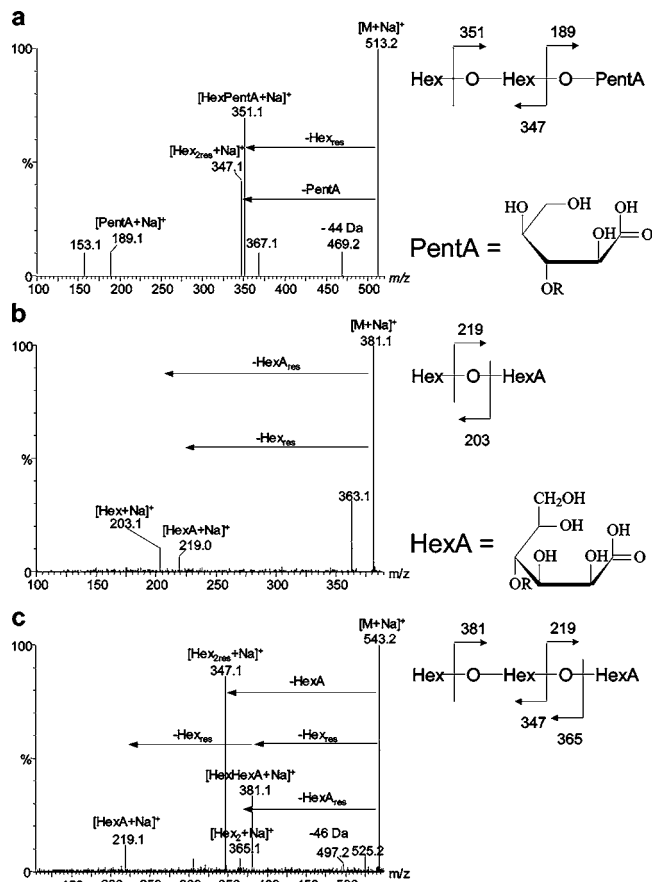 a
100
%
[M+Na]+
513.2
[HexPentA+Na]+
351.1
-Hexres
[Hex2res+Na]+
347.1
-PentA
[PentA+Na]+
153.1
189.1
367.1
- 44 Da
469.2
100 150 200 250 300 350 400 450 500 m/z
351 189
Hex O Hex O PentA
347
PentA =
HO OH OH
OH O
OR
b
100
%
[M+Na]+
381.1
-HexAres
-Hexres
[Hex+Na]+
203.1
[HexA+Na]+
219.0
363.1
100 150 200 250 300 350 m/z
219
Hex O HexA
203
HexA =
CH2OH
OH OH
OH OH O
OR
c
100
%
[M+Na]+
543.2
[Hex2res+Na]+
347.1
-HexA
-Hexres -Hexres
[HexHexA+Na]+
381.1
-HexAres
[HexA+Na]+
219.1
[Hex2+Na]+
365.1
-46 Da
497.2 525.2
m/z
381 219
Hex O Hex O HexA
347
365